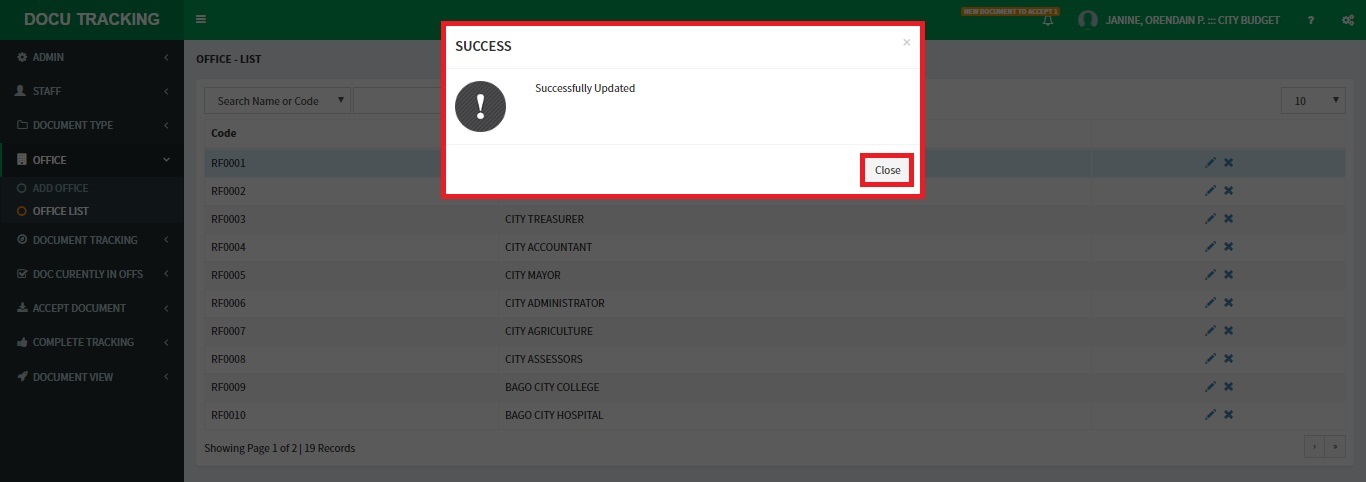 DOCU TRACKING
NEW DOCUMENT TO ACCEPT 1
JANINE, ORENDAIN P. ::: CITY BUDGET
?
ADMIN
STAFF
DOCUMENT TYPE
OFFICE
ADD OFFICE
OFFICE LIST
DOCUMENT TRACKING
DOC CURENTLY IN OFFS
ACCEPT DOCUMENT
COMPLETE TRACKING
DOCUMENT VIEW
OFFICE - LIST
Search Name or Code
10
SUCCESS
×
!
Successfully Updated
Close
Code
RF0001
RF0002
RF0003 CITY TREASURER
RF0004 CITY ACCOUNTANT
RF0005 CITY MAYOR
RF0006 CITY ADMINISTRATOR
RF0007 CITY AGRICULTURE
RF0008 CITY ASSESSORS
RF0009 BAGO CITY COLLEGE
RF0010 BAGO CITY HOSPITAL
Showing Page 1 of 2 | 19 Records
› »